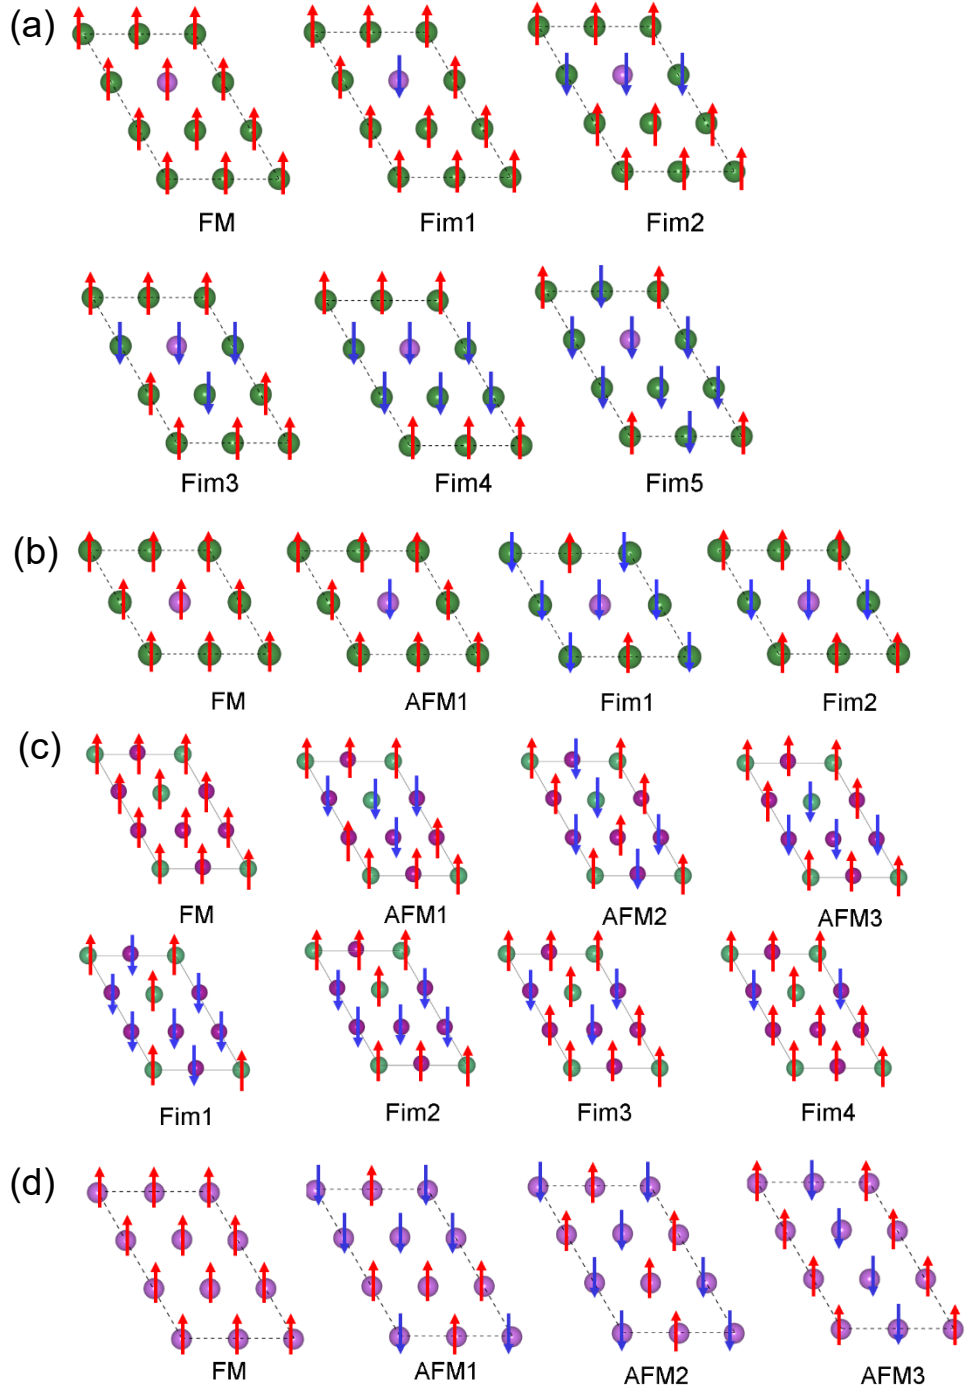 (a)
FM Fim1 Fim2
Fim3 Fim4 Fim5
(b)
FM AFM1 Fim1 Fim2
(c)
FM AFM1 AFM2 AFM3
Fim1 Fim2 Fim3 Fim4
(d)
FM AFM1 AFM2 AFM3